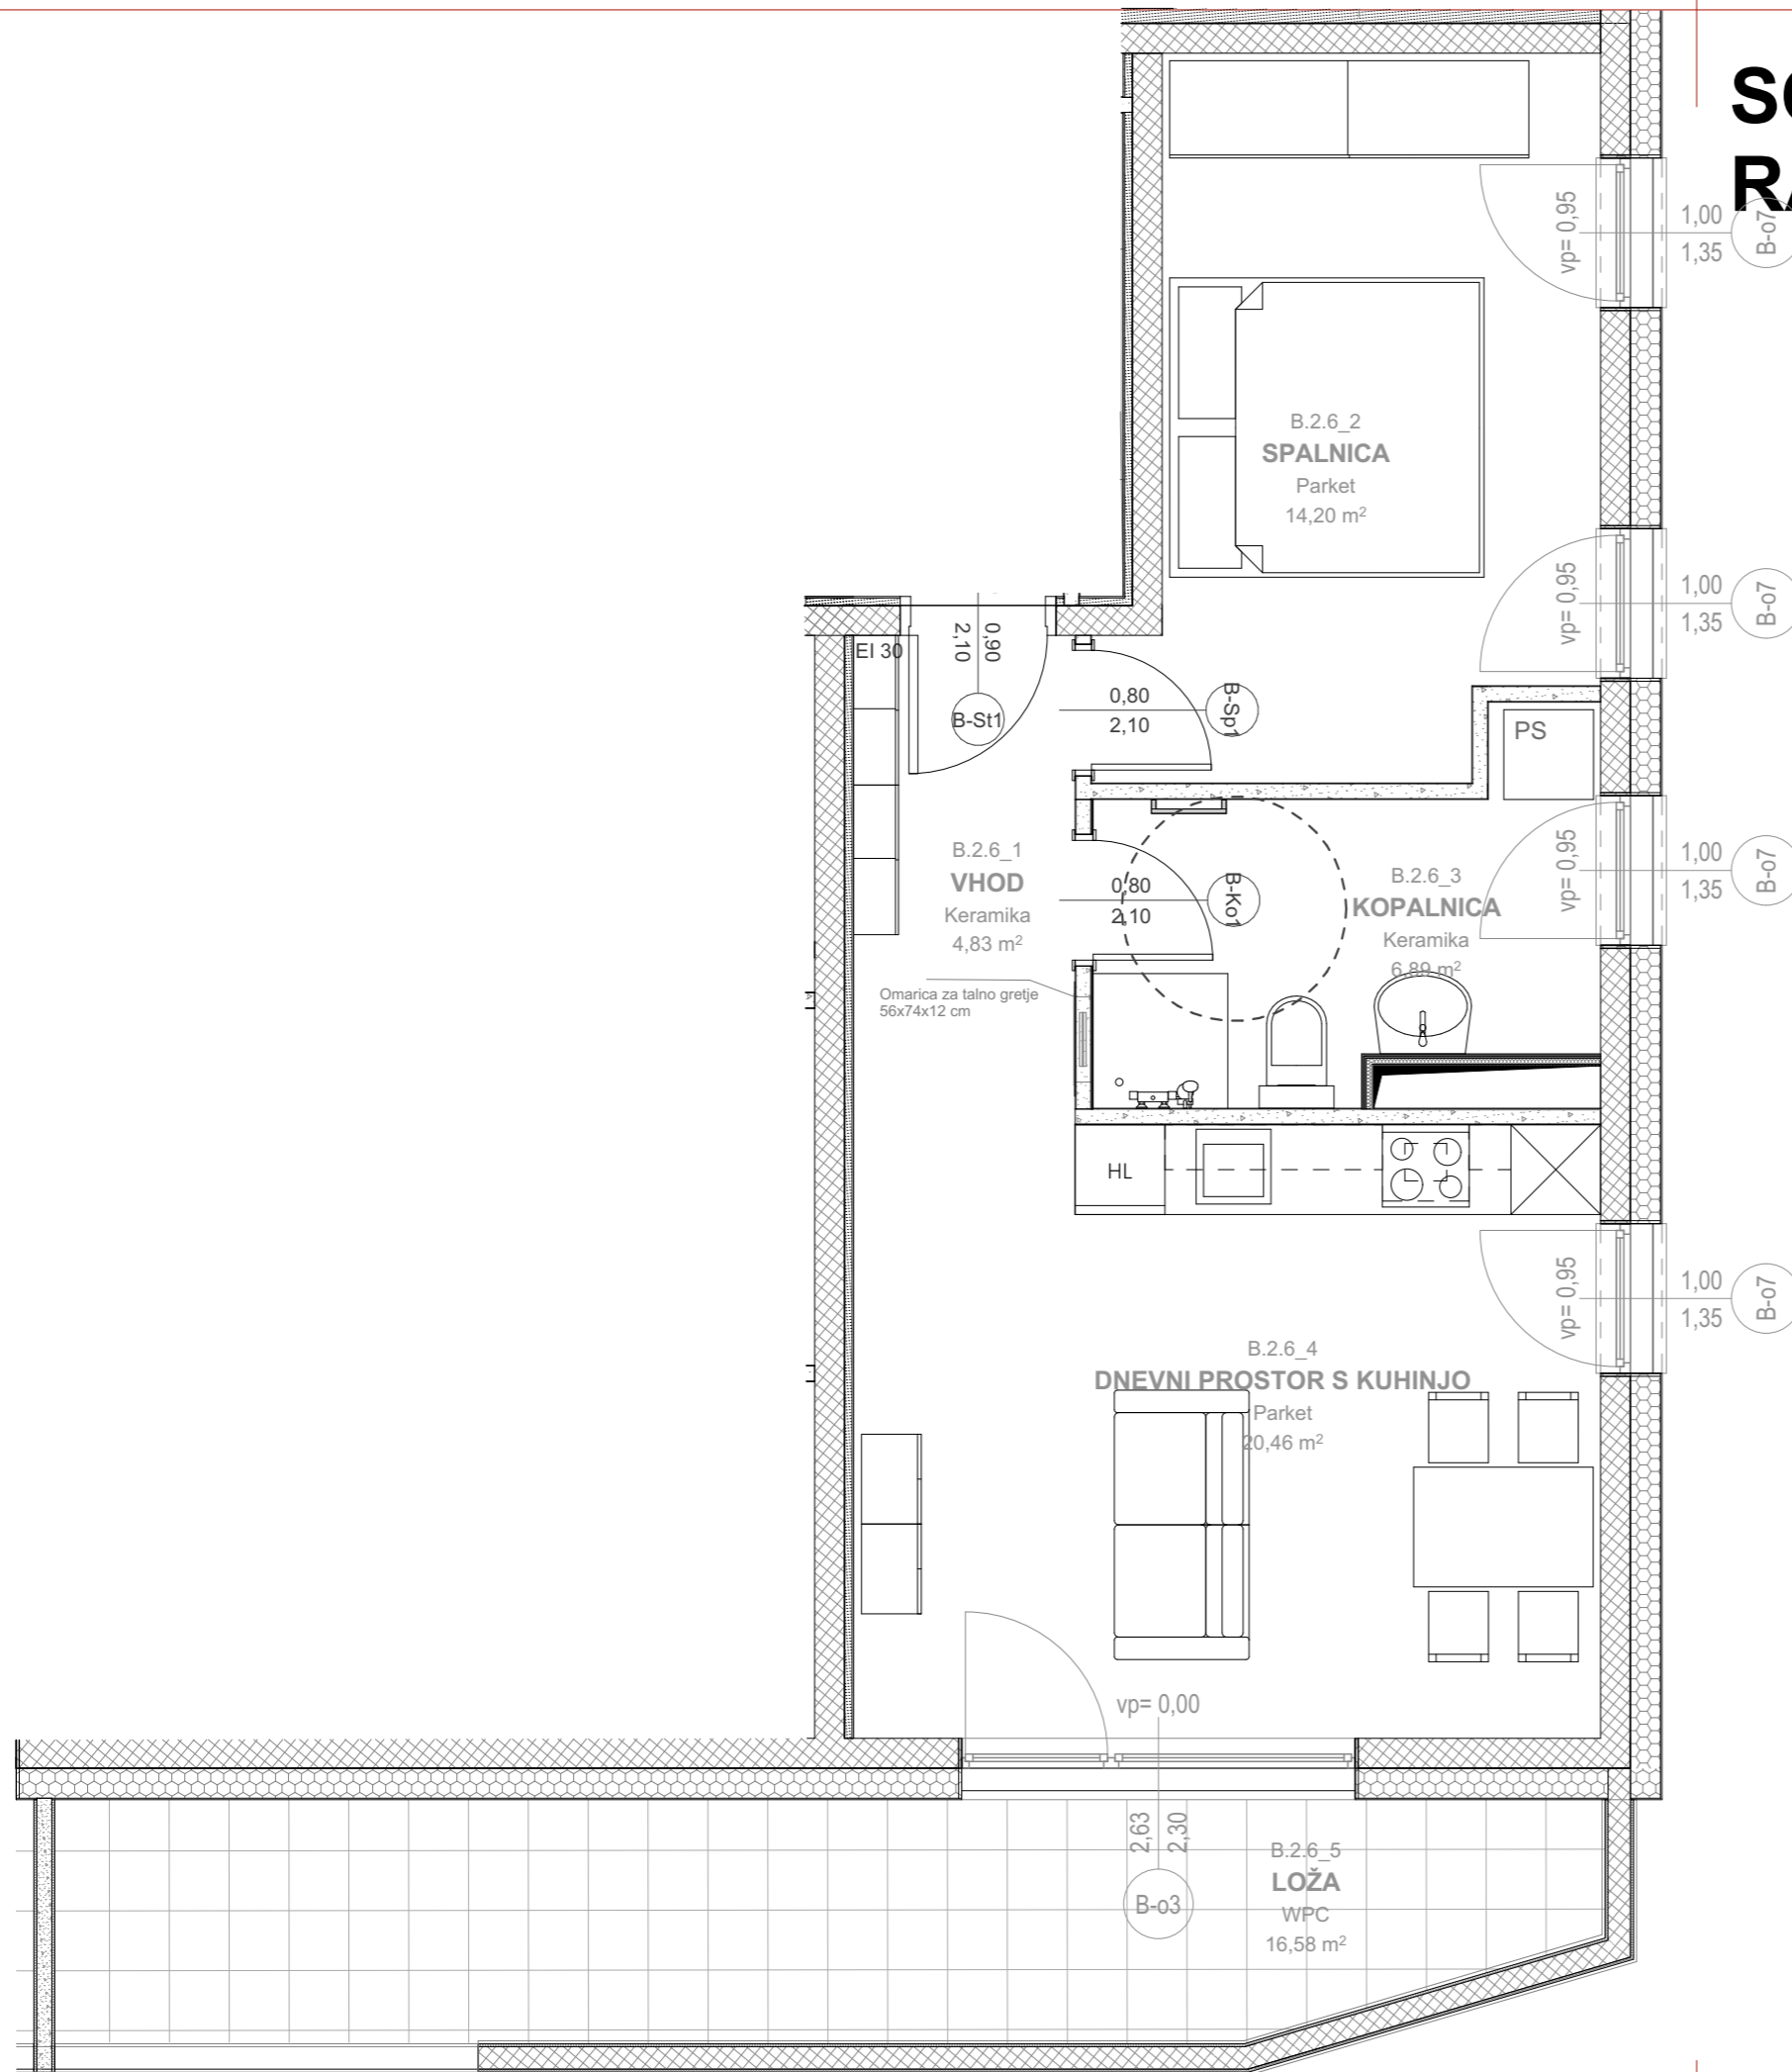 1,00
1,35
B-o7
vp= 0,95
B.2.6_2
SPALNICA
Parket
14,20 m²
1,00
1,35
B-o7
vp= 0,95
EI 30
0,90
2,10
B-St1
0,80
2,10
B-Sp1
PS
B.2.6_1
VHOD
Keramika
4,83 m²
0,80
2,10
B-Ko1
B.2.6_3
KOPALNICA
Keramika
6,89 m²
vp= 0,95
1,00
1,35
B-o7
Omarica za talno gretje
56x74x12 cm
HL
vp= 0,95
1,00
1,35
B-o7
B.2.6_4
DNEVNI PROSTOR S KUHINJO
Parket
20,46 m²
vp= 0,00
2,63
2,30
B-o3
B.2.6_5
LOŽA
WPC
16,58 m²